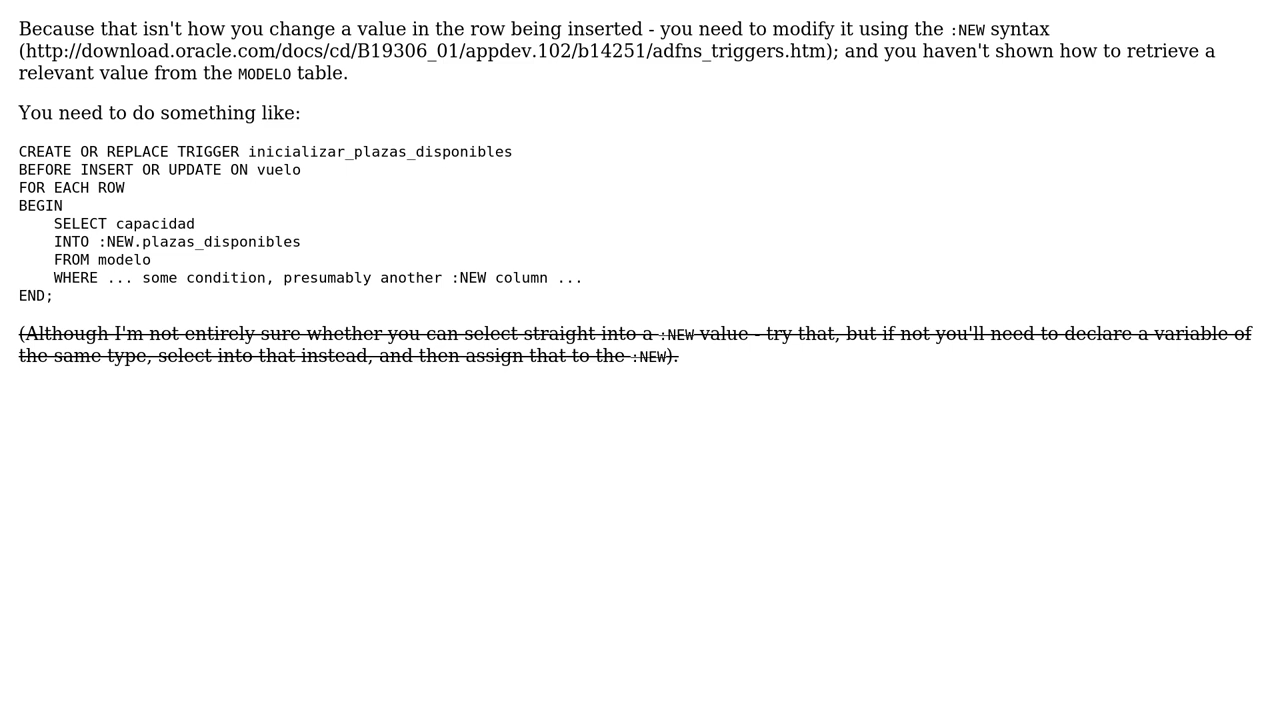 Because that isn't how you change a value in the row being inserted - you need to modify it using the :NEW syntax
(http://download.oracle.com/docs/cd/B19306_01/appdev.102/b14251/adfns_triggers.htm); and you haven't shown how to retrieve a
relevant value from the MODELO table.
You need to do something like:
CREATE OR REPLACE TRIGGER inicializar_plazas_disponibles
BEFORE INSERT OR UPDATE ON vuelo
FOR EACH ROW
BEGIN
    SELECT capacidad
    INTO :NEW.plazas_disponibles
    FROM modelo
    WHERE ... some condition, presumably another :NEW column ...
END;
(Although I'm not entirely sure whether you can select straight into a :NEW value - try that, but if not you'll need to declare a variable of
the same type, select into that instead, and then assign that to the :NEW).